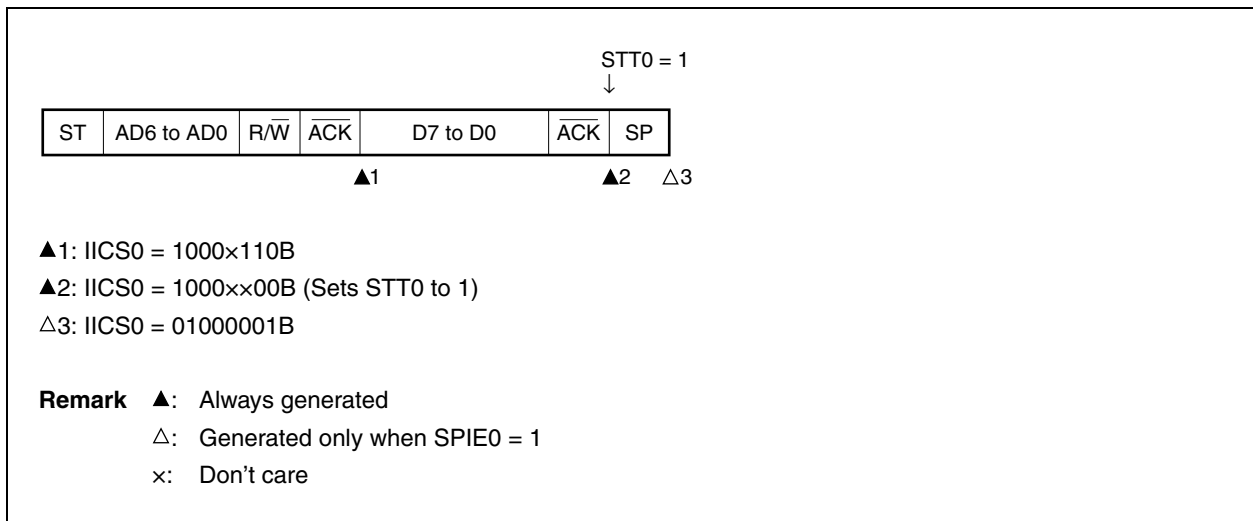 STT0 = 1
↓
ST AD6 to AD0 R/W̅ A̅C̅K̅ D7 to D0 A̅C̅K̅ SP
▲1 ▲2 △3
▲1: IICS0 = 1000×110B
▲2: IICS0 = 1000××00B (Sets STT0 to 1)
△3: IICS0 = 01000001B
Remark ▲: Always generated
△: Generated only when SPIE0 = 1
×: Don't care